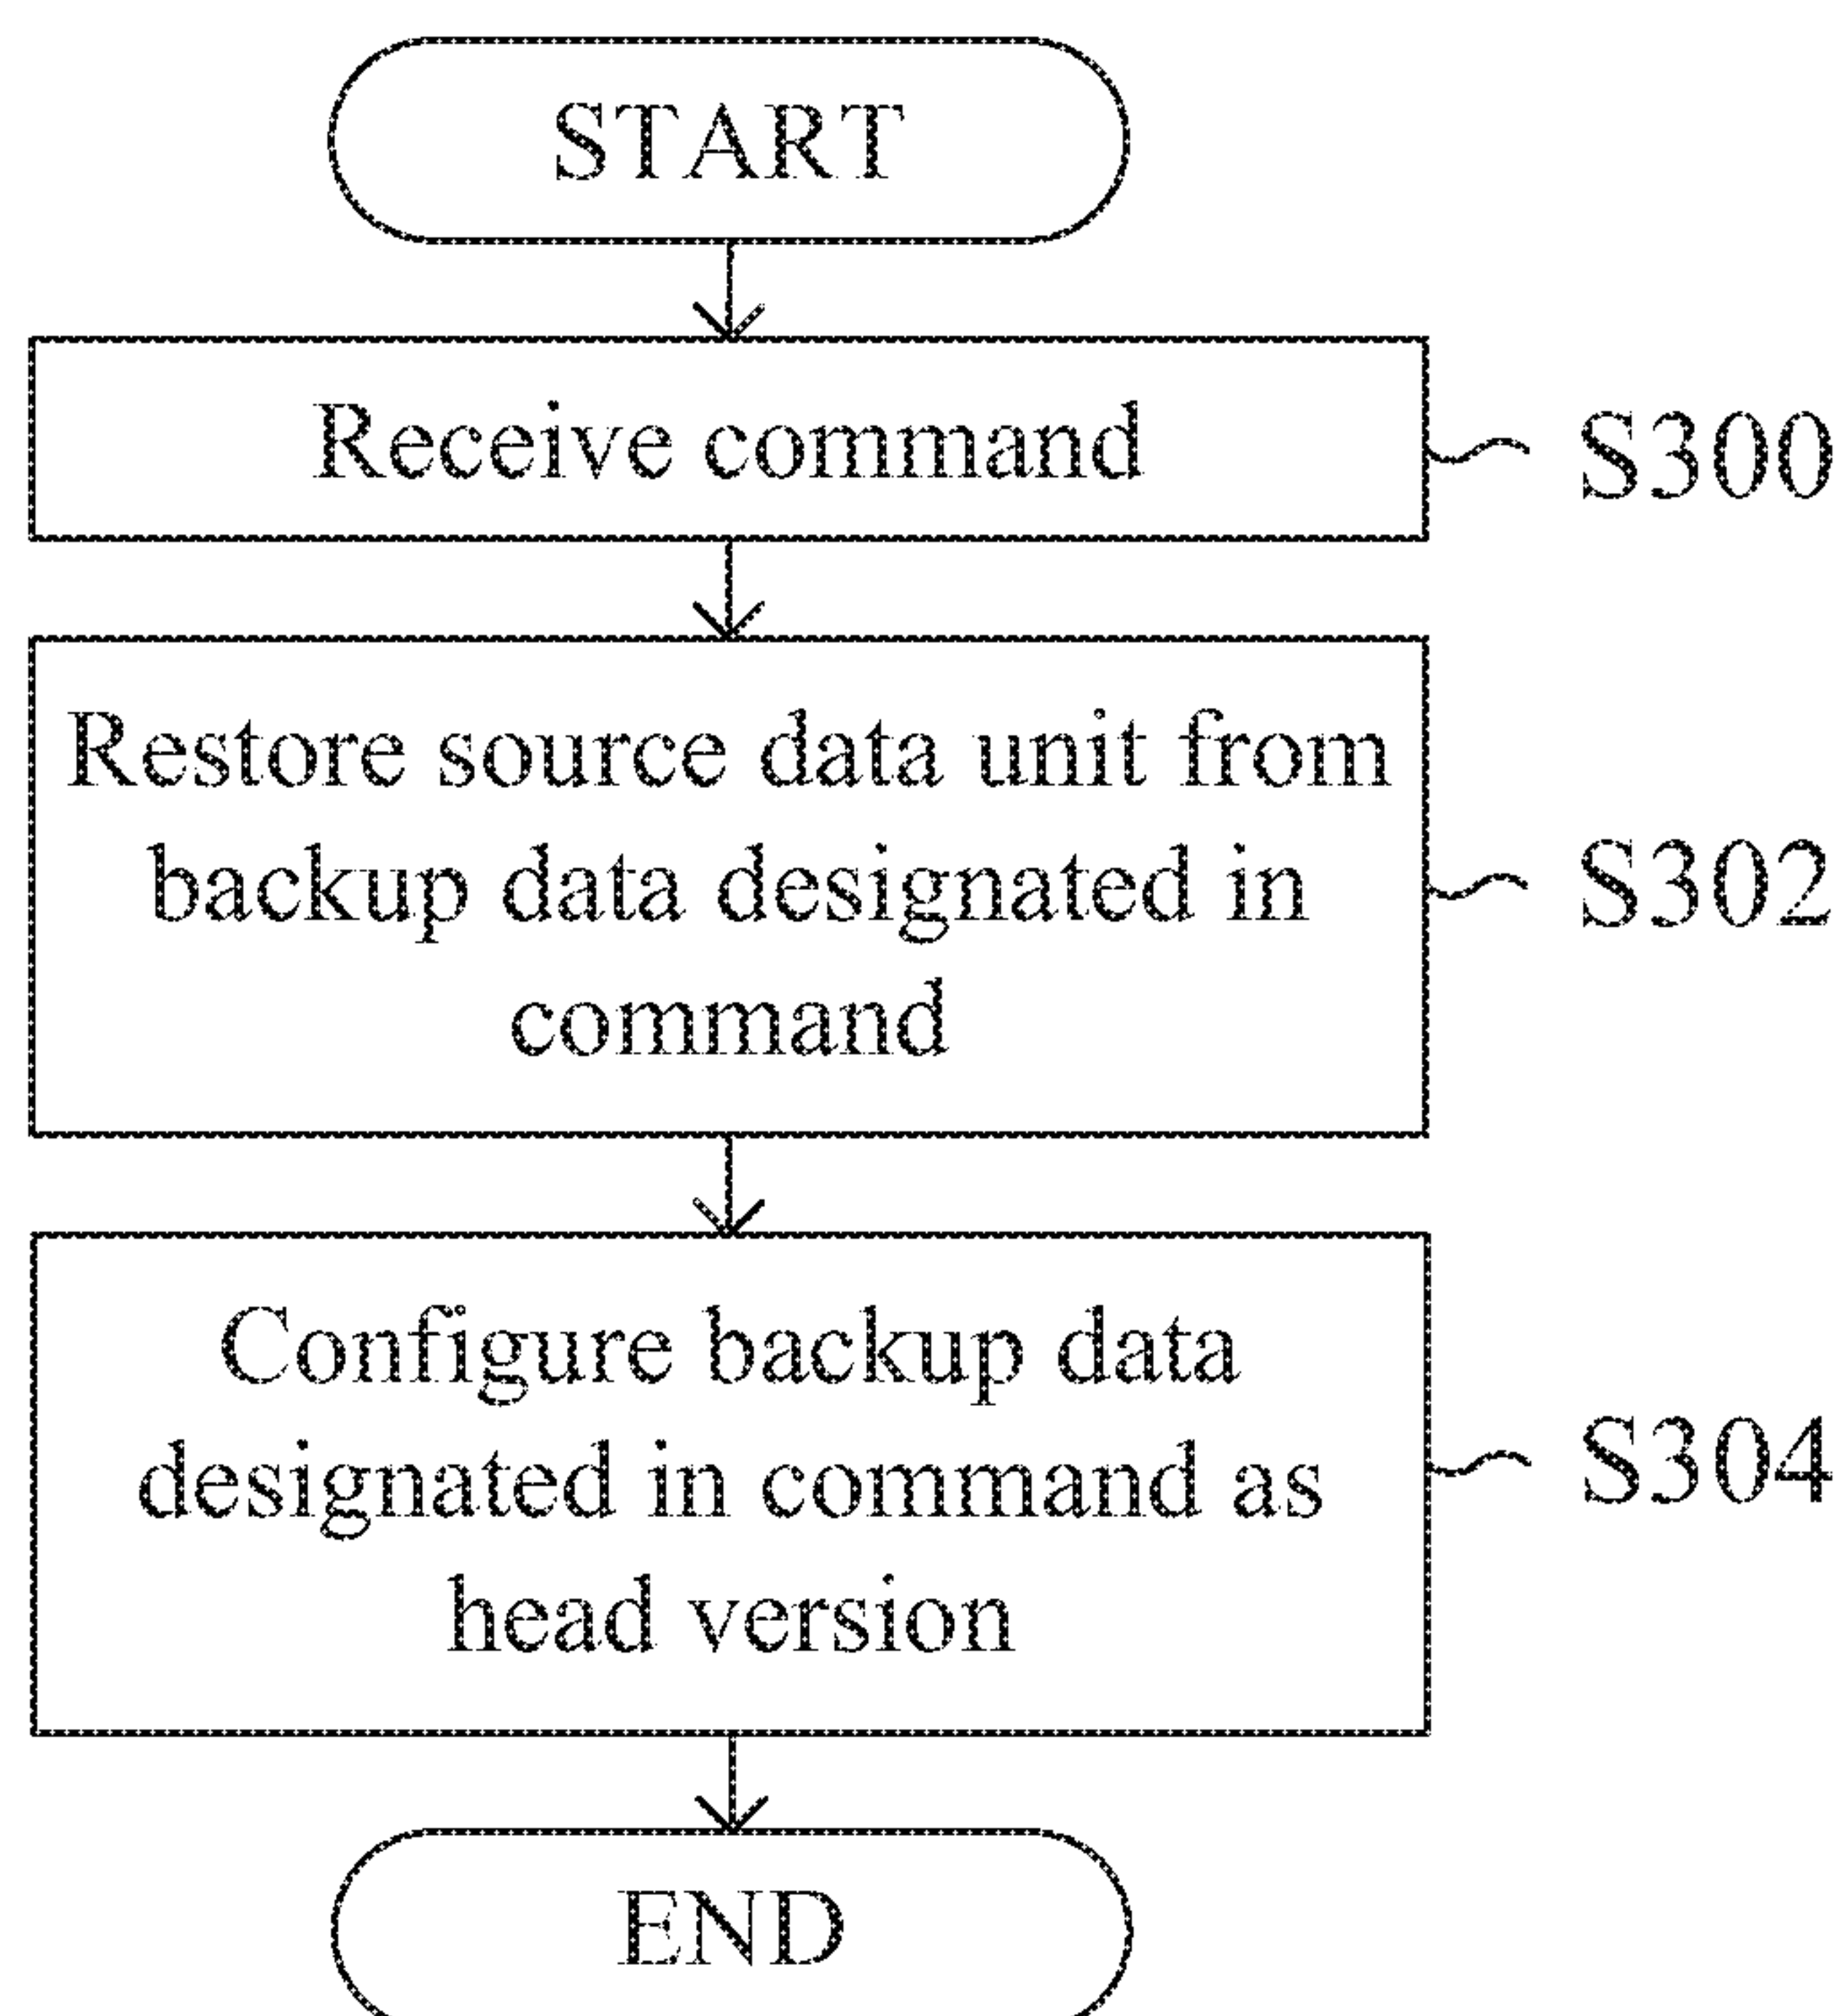 START
Receive command
S300
Restore source data unit from
backup data designated in
command
S302
Configure backup data
designated in command as
head version
S304
END